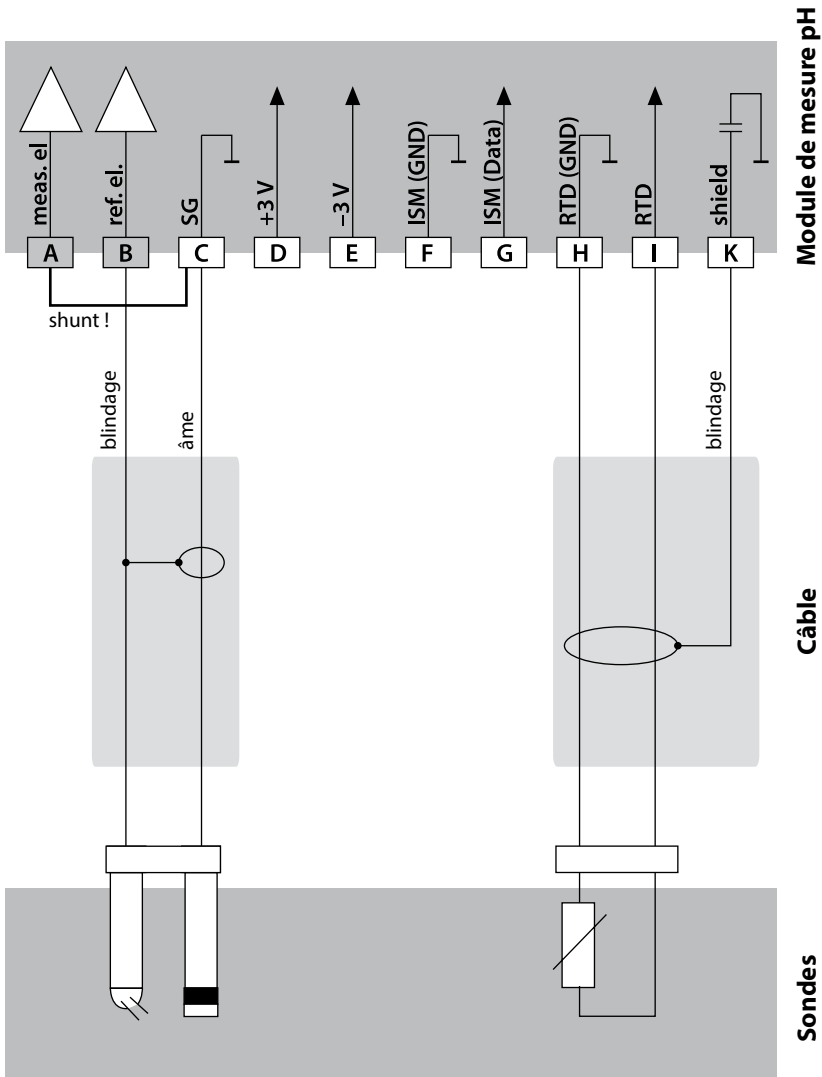 Module de mesure pH
meas. el
ref. el.
SG
+3 V
–3 V
ISM (GND)
ISM (Data)
RTD (GND)
RTD
shield
A
B
C
D
E
F
G
H
I
K
shunt !
blindage
âme
blindage
Câble
Sondes